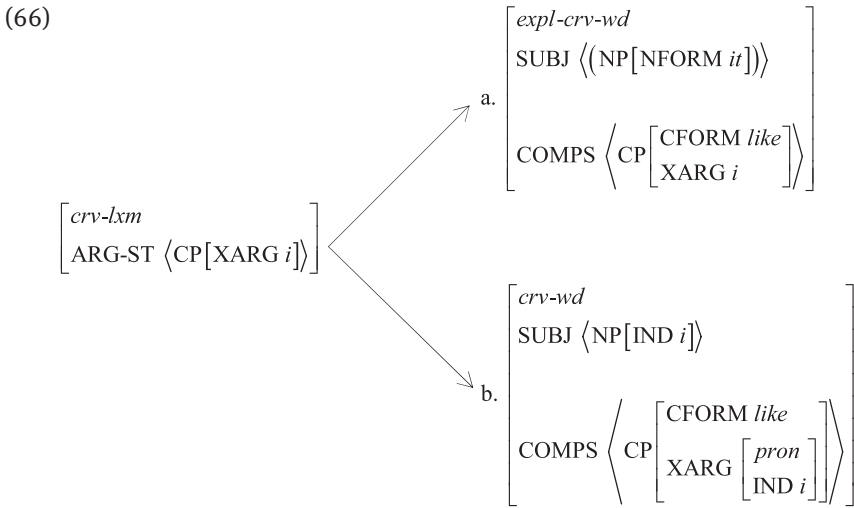 (66)
a. [expl-crv-wd
SUBJ ⟨(NP[NFORM it])⟩
COMPS ⟨CP[CFORM like
XARG i]⟩]
[crv-lxm
ARG-ST ⟨CP[XARG i]⟩]
b. [crv-wd
SUBJ ⟨NP[IND i]⟩
COMPS ⟨CP[CFORM like
XARG [pron
IND i]]⟩]